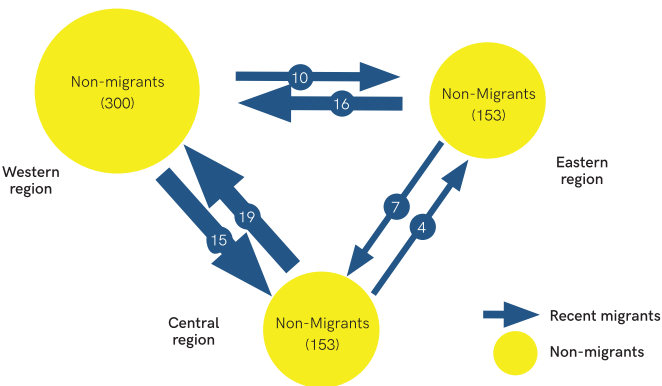 Non-migrants
(300)
10
16
Non-Migrants
(153)
Western
region
Eastern
region
7
4
19
15
Central
region
Non-Migrants
(153)
Recent migrants
Non-migrants